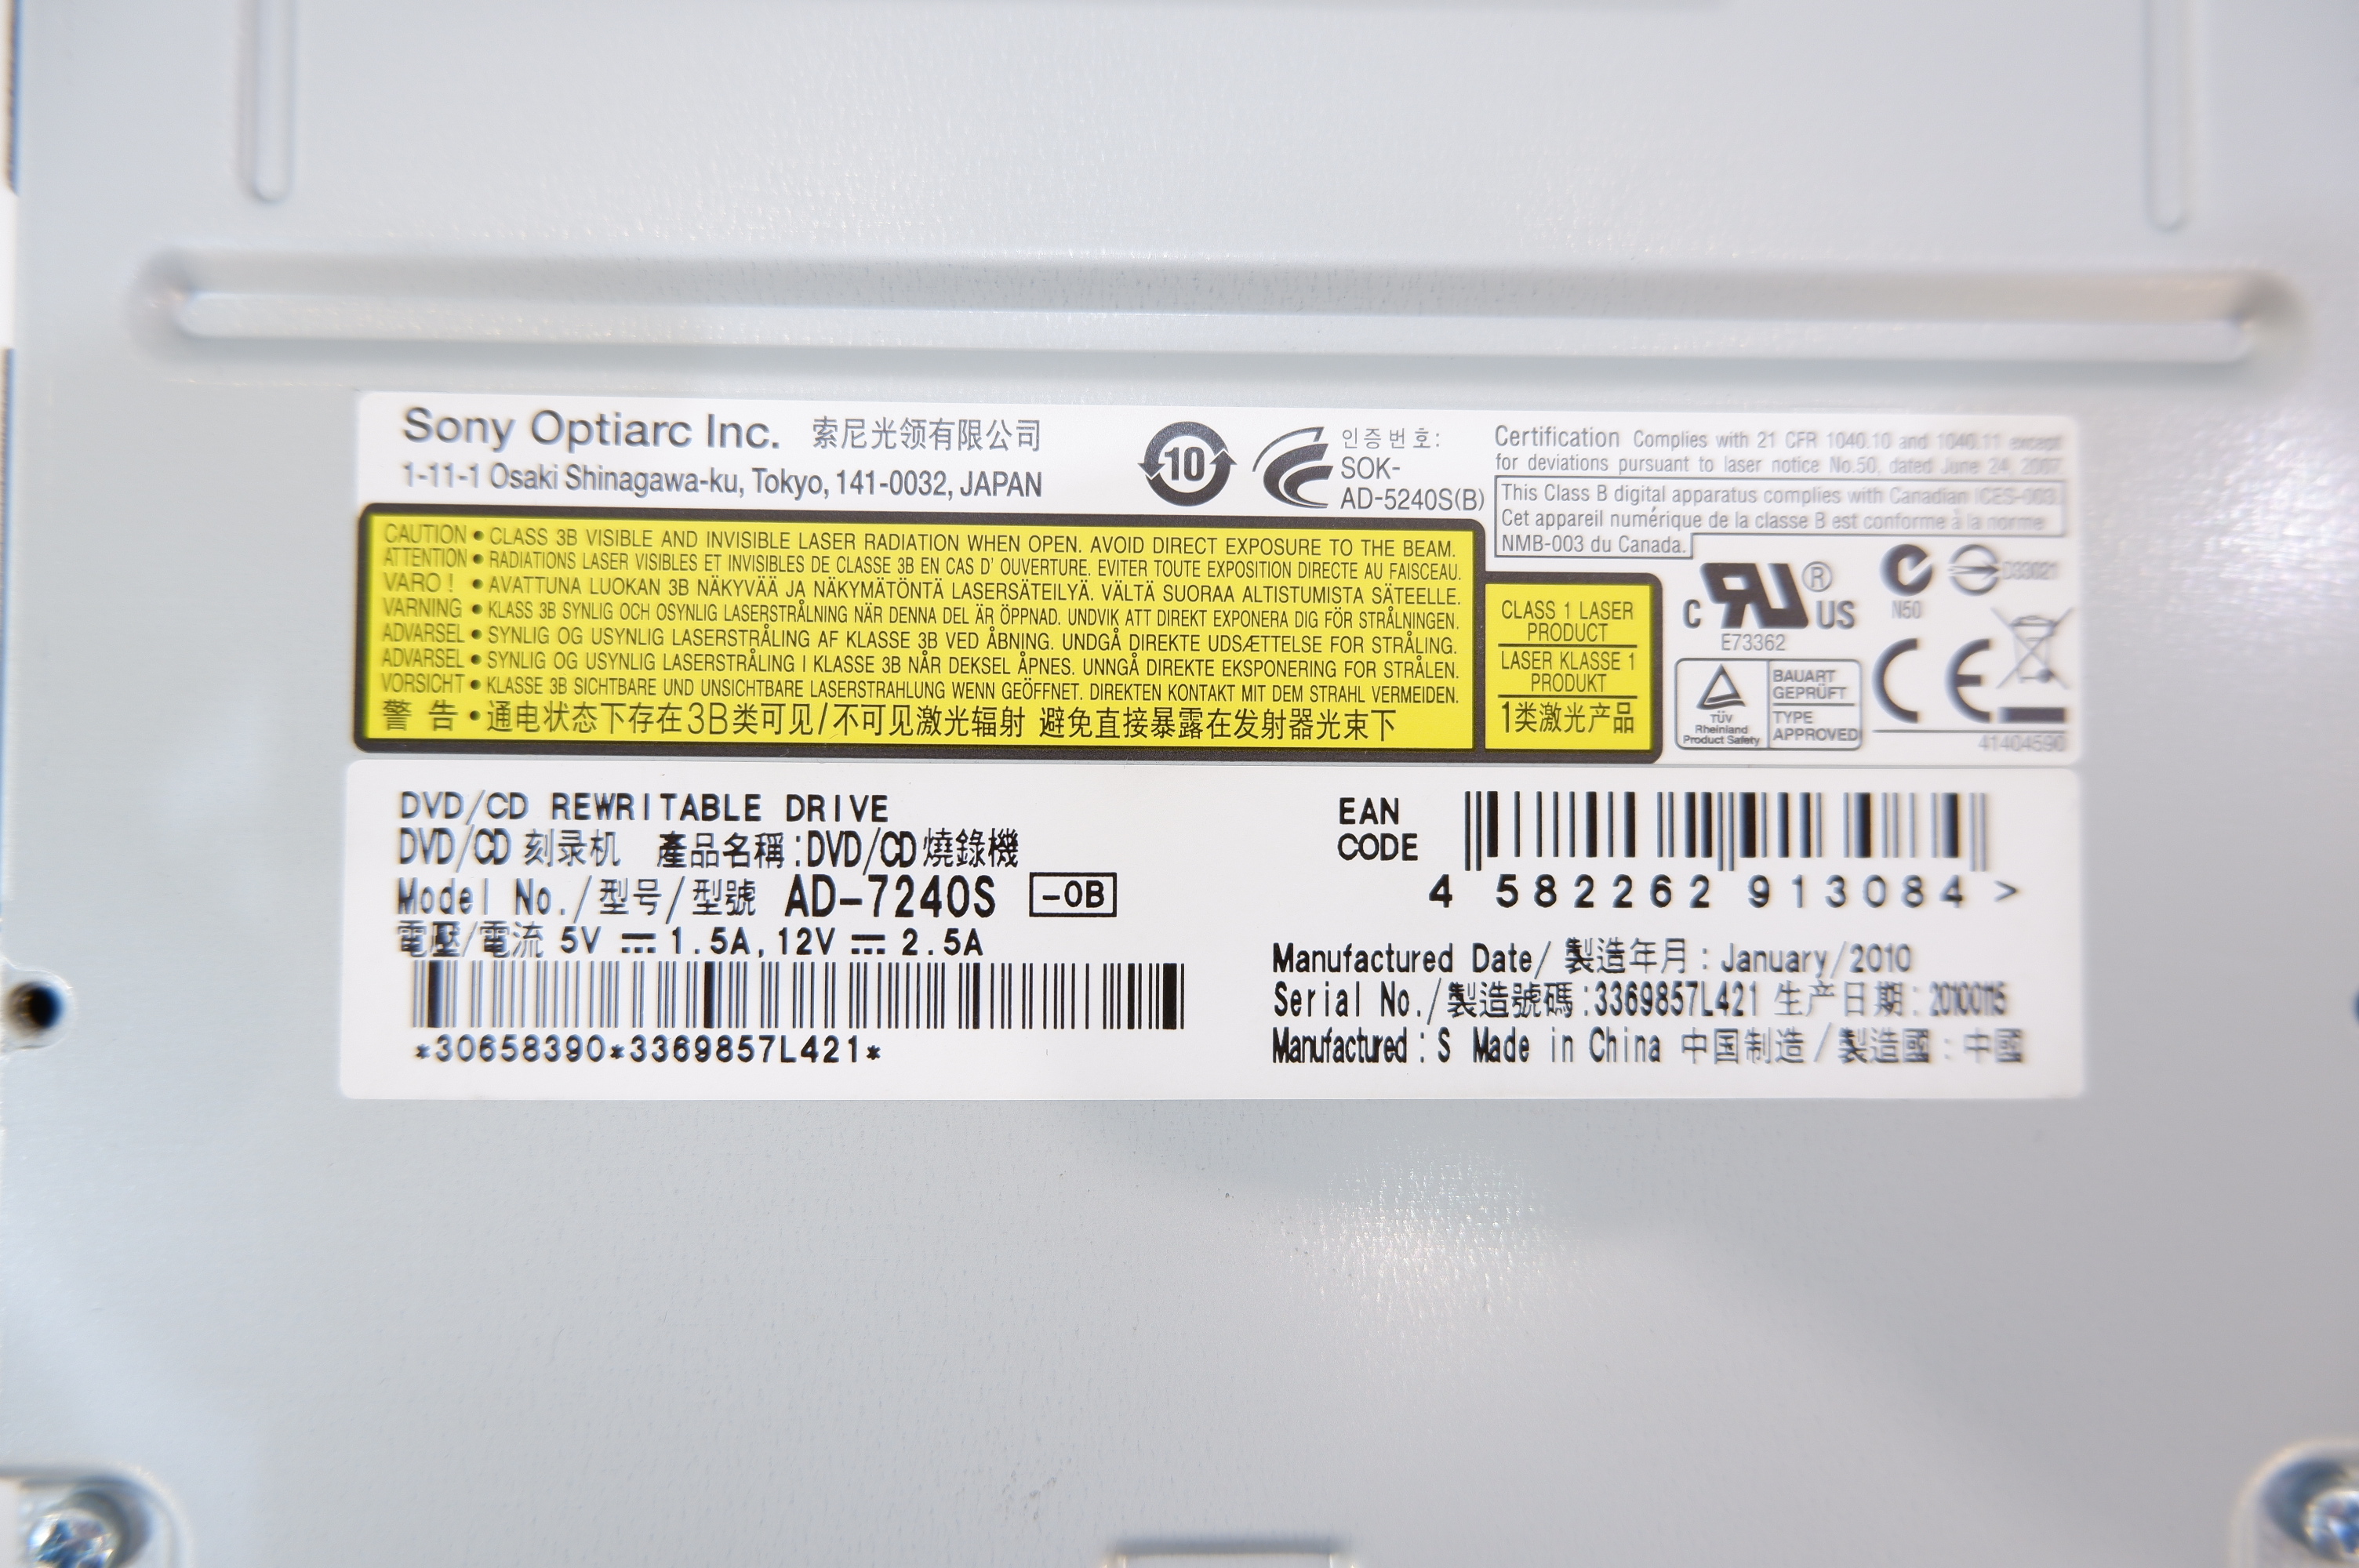 Sony Optiarc Inc. 索尼光领有限公司
1-11-1 Osaki Shinagawa-ku, Tokyo, 141-0032, JAPAN
10
인증번호:
SOK-
AD-5240S(B)
Certification Complies with 21 CFR 1040.10 and 1040.11 except
for deviations pursuant to laser notice No.50, dated June 24, 2007
This Class B digital apparatus complies with Canadian ICES-003
Cet appareil numérique de la classe B est conforme à la norme
NMB-003 du Canada.
CAUTION • CLASS 3B VISIBLE AND INVISIBLE LASER RADIATION WHEN OPEN. AVOID DIRECT EXPOSURE TO THE BEAM.
ATTENTION • RADIATIONS LASER VISIBLES ET INVISIBLES DE CLASSE 3B EN CAS D' OUVERTURE. EVITER TOUTE EXPOSITION DIRECTE AU FAISCEAU.
VARO ! • AVATTUNA LUOKAN 3B NÄKYVÄÄ JA NÄKYMÄTÖNTÄ LASERSÄTEILYÄ. VÄLTÄ SUORAA ALTISTUMISTA SÄTEELLE.
VARNING • KLASS 3B SYNLIG OCH OSYNLIG LASERSTRÅLNING NÄR DENNA DEL ÄR ÖPPNAD. UNDVIK ATT DIREKT EXPONERA DIG FÖR STRÅLNINGEN.
ADVARSEL • SYNLIG OG USYNLIG LASERSTRÅLING AF KLASSE 3B VED ÅBNING. UNDGÅ DIREKTE UDSÆTTELSE FOR STRÅLING.
ADVARSEL • SYNLIG OG USYNLIG LASERSTRÅLING I KLASSE 3B NÅR DEKSEL ÅPNES. UNNGÅ DIREKTE EKSPONERING FOR STRÅLEN.
VORSICHT • KLASSE 3B SICHTBARE UND UNSICHTBARE LASERSTRAHLUNG WENN GEÖFFNET. DIREKTEN KONTAKT MIT DEM STRAHL VERMEIDEN.
警 告 • 通电状态下存在3B类可见/不可见激光辐射 避免直接暴露在发射器光束下
CLASS 1 LASER
PRODUCT
LASER KLASSE 1
PRODUKT
1类激光产品
C RU ® US
E73362
N50
D33021
TÜV
Rheinland
Product Safety
BAUART
GEPRÜFT
TYPE
APPROVED
CE
41404590
DVD/CD REWRITABLE DRIVE
DVD/CD 刻录机 產品名稱:DVD/CD燒錄機
Model No./型号/型號 AD-7240S -0B
電壓/電流 5V ⎓ 1.5A, 12V ⎓ 2.5A
*30658390*3369857L421*
EAN
CODE
4 582262 913084 >
Manufactured Date/ 製造年月 : January/2010
Serial No./製造號碼:3369857L421 生产日期: 20100115
Manufactured : S Made in China 中国制造/製造國 : 中國